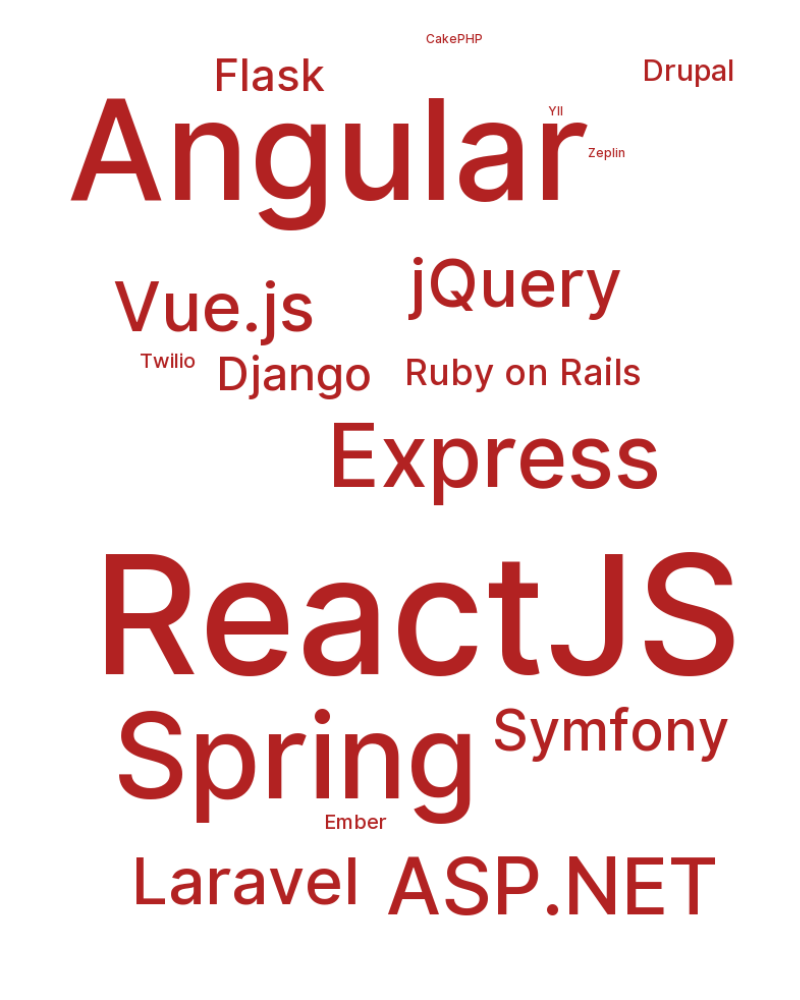 CakePHP
Flask
Drupal
Angular
YII
Zeplin
Vue.js
jQuery
Twilio
Django
Ruby on Rails
Express
ReactJS
Spring
Symfony
Ember
Laravel
ASP.NET